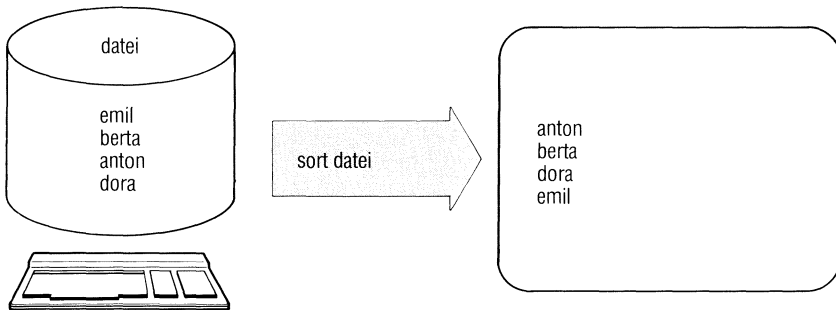 datei
emil
berta
anton
dora
sort datei
anton
berta
dora
emil